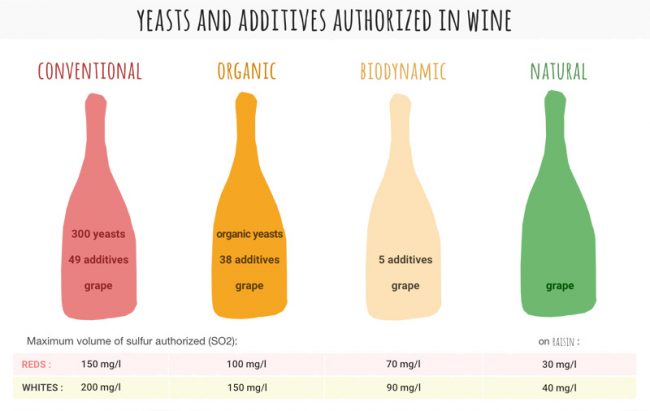 YEASTS AND ADDITIVES AUTHORIZED IN WINE
CONVENTIONAL ORGANIC BIODYNAMIC NATURAL
300 yeasts organic yeasts
49 additives 38 additives 5 additives
grape grape grape grape
Maximum volume of sulfur authorized (SO2): on RAISIN :
REDS : 150 mg/l 100 mg/l 70 mg/l 30 mg/l
WHITES : 200 mg/l 150 mg/l 90 mg/l 40 mg/l